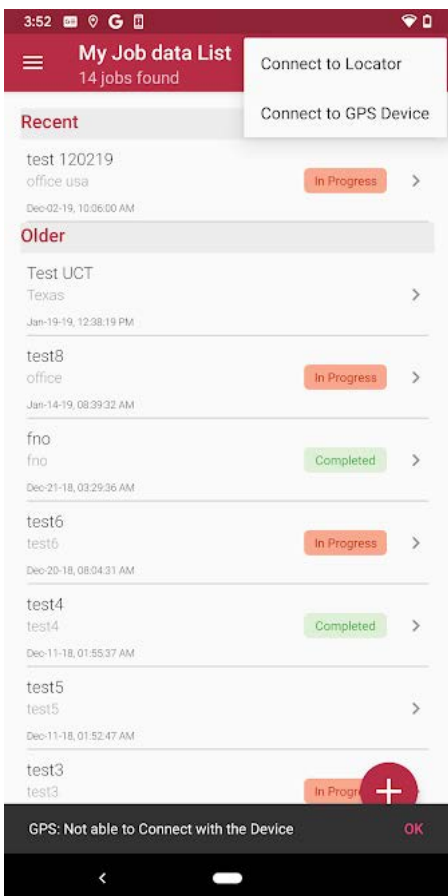 3:52
My Job data List
14 jobs found
Connect to Locator
Connect to GPS Device
Recent
test 120219
office usa
In Progress
Dec-02-19, 10:06:00 AM
Older
Test UCT
Texas
Jan-19-19, 12:38:19 PM
test8
office
In Progress
Jan-14-19, 08:39:32 AM
fno
fno
Completed
Dec-21-18, 03:29:36 AM
test6
test6
In Progress
Dec-20-18, 08:04:31 AM
test4
test4
Completed
Dec-11-18, 01:55:37 AM
test5
test5
Dec-11-18, 01:52:47 AM
test3
test3
In Progr
GPS: Not able to Connect with the Device
OK